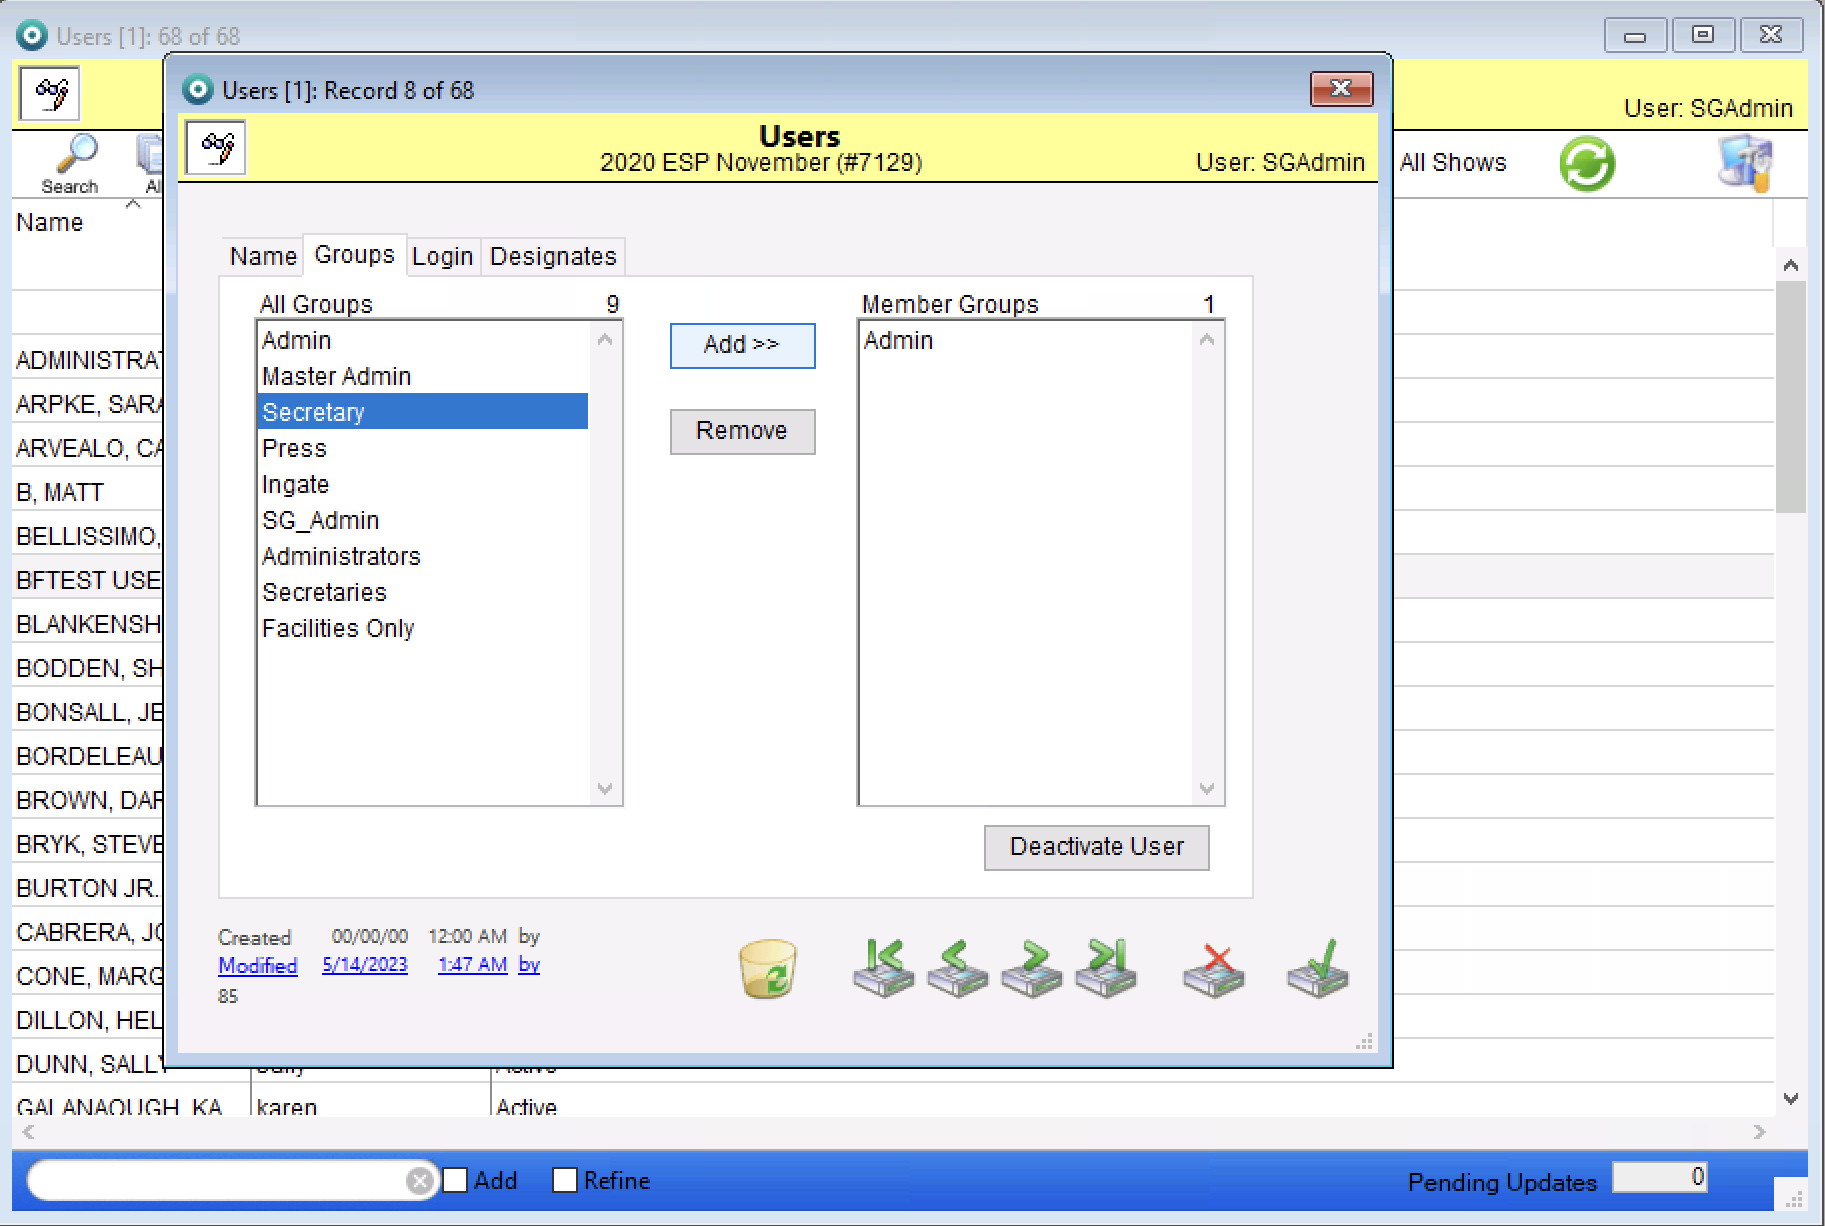 Users [1]: 68 of 68
User: SGAdmin
Search
All Shows
Name
ADMINISTRAT
ARPKE, SARA
ARVEALO, CA
B, MATT
BELLISSIMO,
BFTEST USE
BLANKENSH
BODDEN, SH
BONSALL, JE
BORDELEAU
BROWN, DAR
BRYK, STEVE
BURTON JR.
CABRERA, JO
CONE, MARG
DILLON, HEL
DUNN, SALLY
Active
GALANAOUGH, KA karen Active
Add Refine Pending Updates 0
Users [1]: Record 8 of 68
Users
2020 ESP November (#7129)
User: SGAdmin
Name Groups Login Designates
All Groups 9
Admin
Master Admin
Secretary
Press
Ingate
SG_Admin
Administrators
Secretaries
Facilities Only
Add >>
Remove
Member Groups 1
Admin
Deactivate User
Created 00/00/00 12:00 AM by
Modified 5/14/2023 1:47 AM by
85